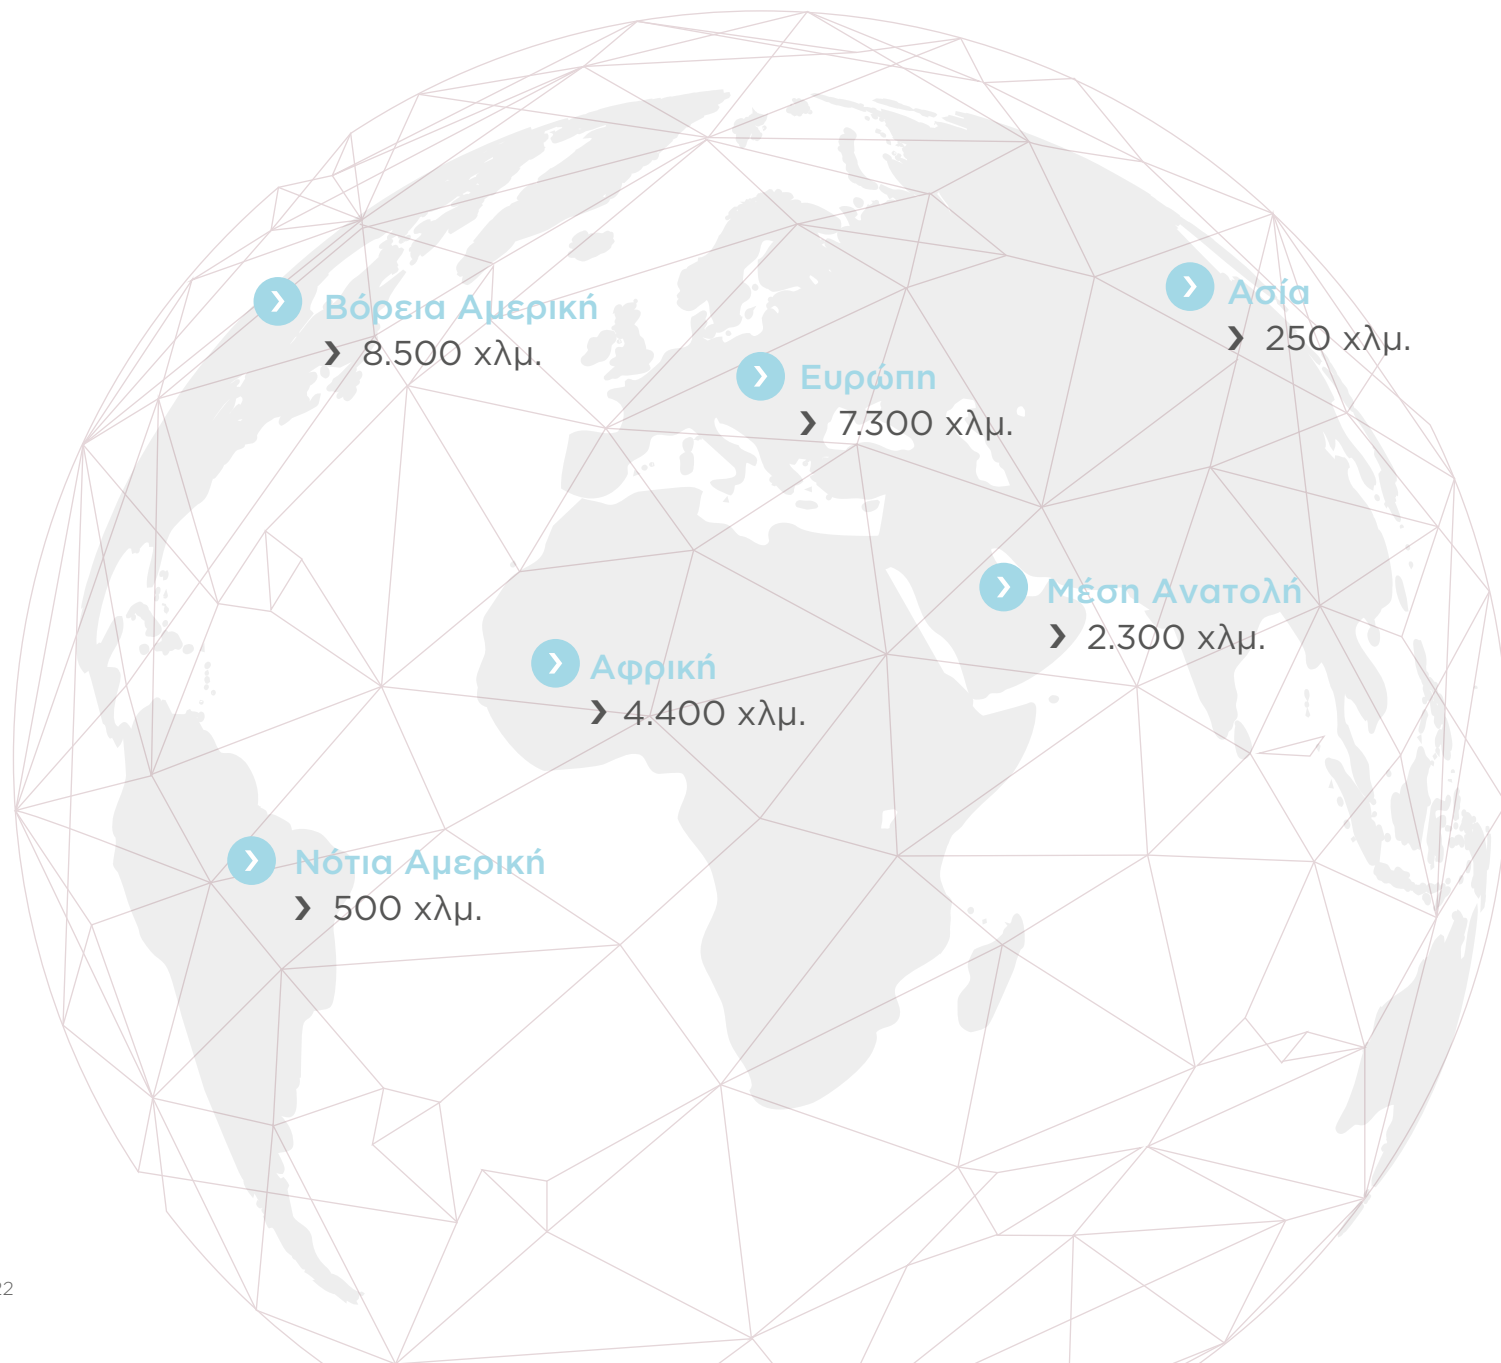 Βόρεια Αμερική
8.500 χλμ.
Ασία
250 χλμ.
Ευρώπη
7.300 χλμ.
Μέση Ανατολή
2.300 χλμ.
Αφρική
4.400 χλμ.
Νότια Αμερική
500 χλμ.
22